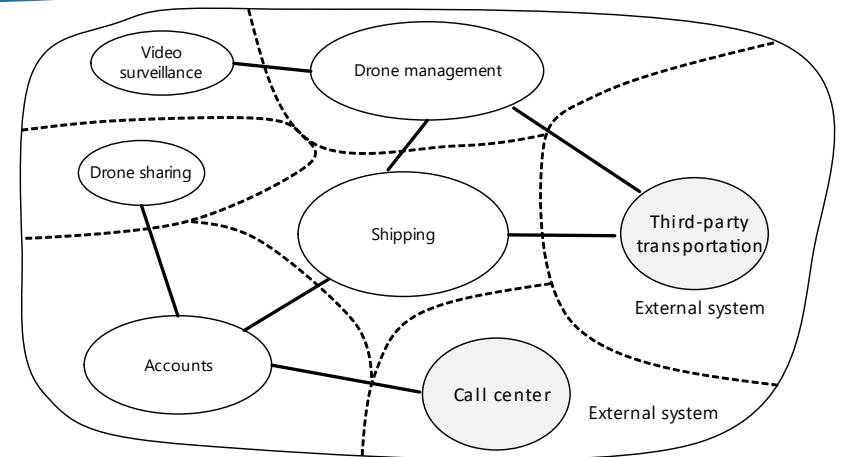 Video
surveillance
Drone management
Drone sharing
Shipping
Third-party
transportation
External system
Accounts
Call center
External system